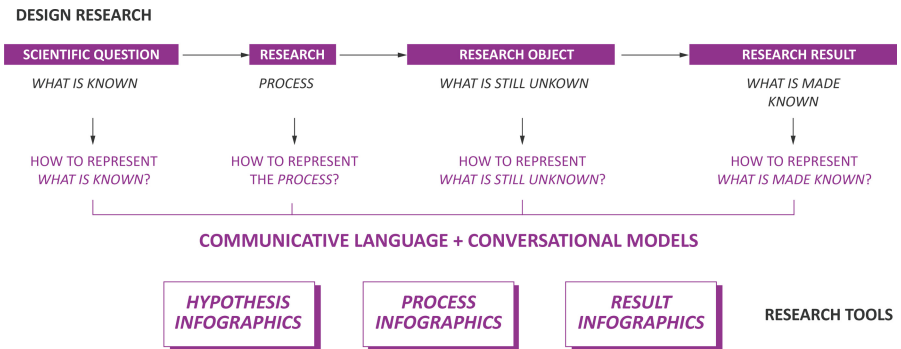 DESIGN RESEARCH
SCIENTIFIC QUESTION
RESEARCH
RESEARCH OBJECT
RESEARCH RESULT
WHAT IS KNOWN
PROCESS
WHAT IS STILL UNKOWN
WHAT IS MADE
KNOWN
HOW TO REPRESENT
WHAT IS KNOWN?
HOW TO REPRESENT
THE PROCESS?
HOW TO REPRESENT
WHAT IS STILL UNKNOWN?
HOW TO REPRESENT
WHAT IS MADE KNOWN?
COMMUNICATIVE LANGUAGE + CONVERSATIONAL MODELS
HYPOTHESIS
INFOGRAPHICS
PROCESS
INFOGRAPHICS
RESULT
INFOGRAPHICS
RESEARCH TOOLS